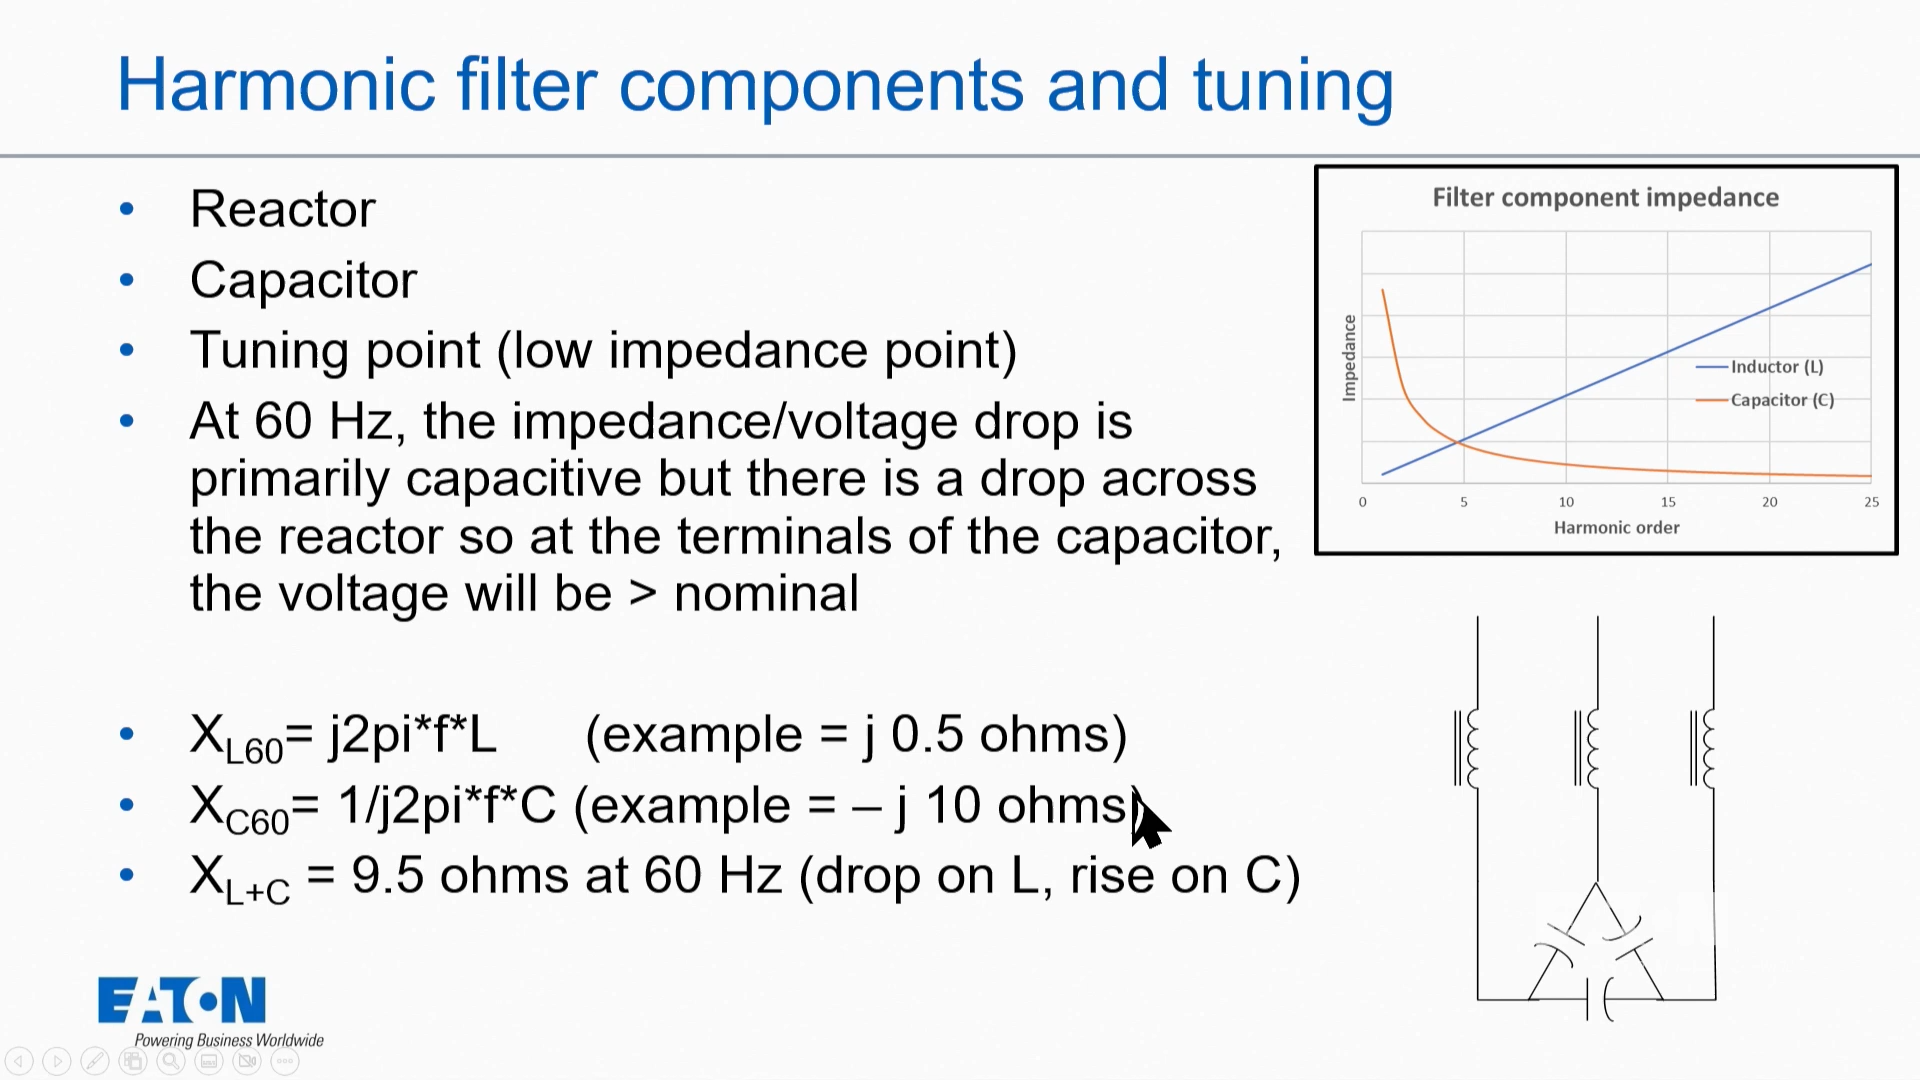 Harmonic filter components and tuning
• Reactor
• Capacitor
• Tuning point (low impedance point)
• At 60 Hz, the impedance/voltage drop is
primarily capacitive but there is a drop across
the reactor so at the terminals of the capacitor,
the voltage will be > nominal
• XL60= j2pi*f*L (example = j 0.5 ohms)
• XC60= 1/j2pi*f*C (example = – j 10 ohms)
• XL+C = 9.5 ohms at 60 Hz (drop on L, rise on C)
Filter component impedance
Impedance
Inductor (L)
Capacitor (C)
0 5 10 15 20 25
Harmonic order
EATON
Powering Business Worldwide